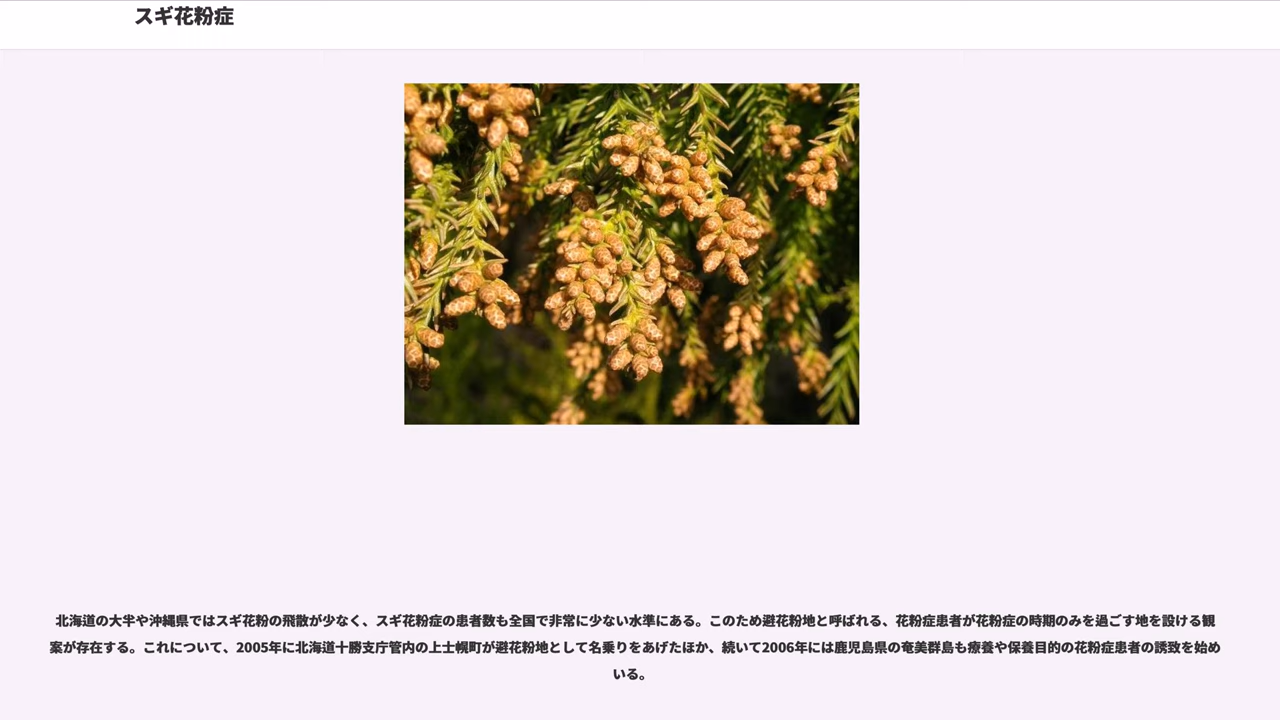 スギ花粉症
北海道の大半や沖縄県ではスギ花粉の飛散が少なく、スギ花粉症の患者数も全国で非常に少ない水準にある。このため避花粉地と呼ばれる、花粉症患者が花粉症の時期のみを過ごす地を設ける観
案が存在する。これについて、2005年に北海道十勝支庁管内の上士幌町が避花粉地として名乗りをあげたほか、続いて2006年には鹿児島県の奄美群島も療養や保養目的の花粉症患者の誘致を始め
いる。